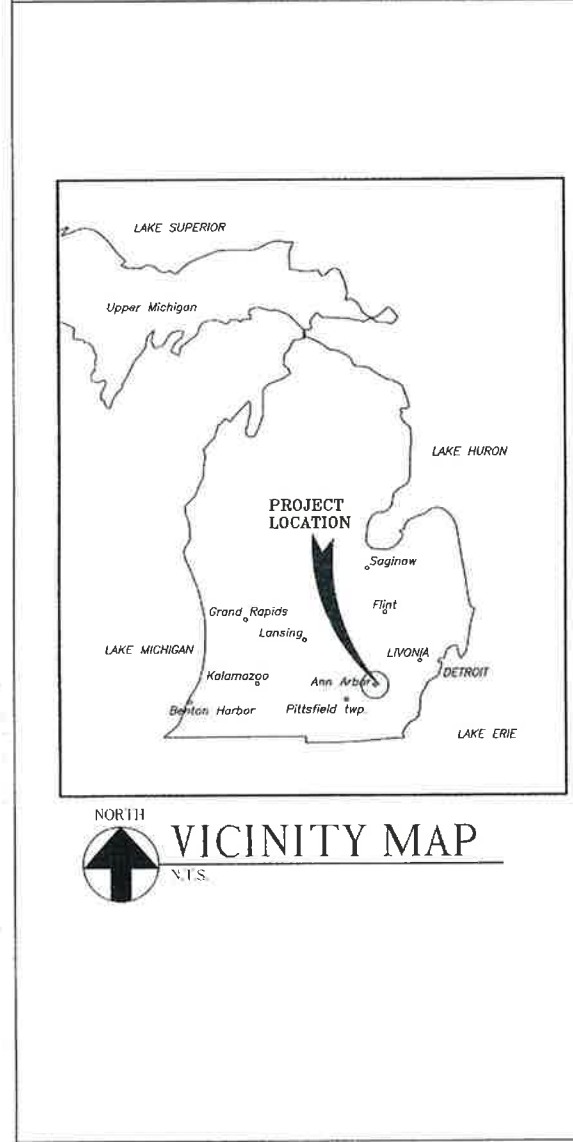 LAKE SUPERIOR
Upper Michigan
LAKE HURON
PROJECT
LOCATION
Saginaw
Flint
Grand Rapids
Lansing
LAKE MICHIGAN
LIVONIA
DETROIT
Kalamazoo
Ann Arbor
Benton Harbor
Pittsfield twp.
LAKE ERIE
NORTH
VICINITY MAP
N.T.S.